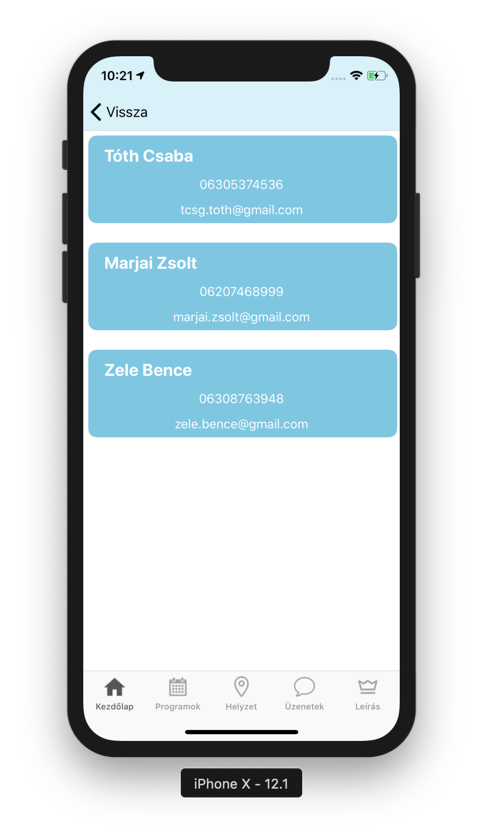 10:21
Vissza
Tóth Csaba
06305374536
tcsg.toth@gmail.com
Marjai Zsolt
06207468999
marjai.zsolt@gmail.com
Zele Bence
06308763948
zele.bence@gmail.com
Kezdőlap Programok Helyzet Üzenetek Leírás
iPhone X - 12.1